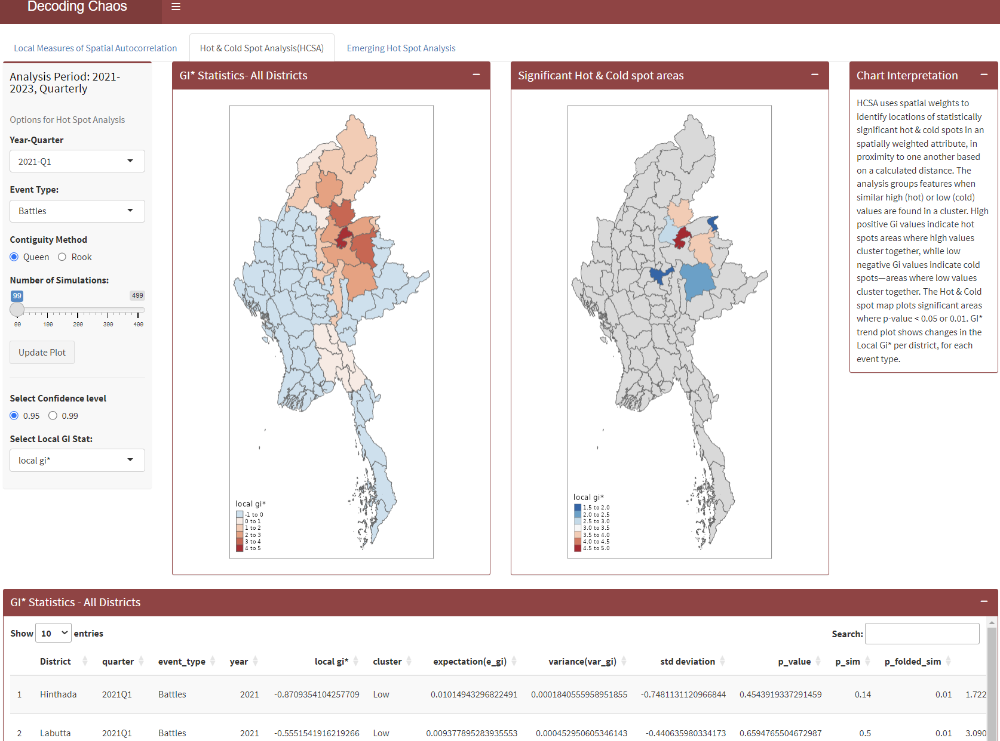 Decoding Chaos
Local Measures of Spatial Autocorrelation
Hot & Cold Spot Analysis(HCSA)
Emerging Hot Spot Analysis
Analysis Period: 2021-
2023, Quarterly
Options for Hot Spot Analysis
Year-Quarter
2021-Q1
Event Type:
Battles
Contiguity Method
Queen Rook
Number of Simulations:
99 499
99 199 299 399 499
Update Plot
Select Confidence level
0.95 0.99
Select Local GI Stat:
local gi*
GI* Statistics- All Districts
local gi*
-1 to 0
0 to 1
1 to 2
2 to 3
3 to 4
4 to 5
Significant Hot & Cold spot areas
local gi*
1.5 to 2.0
2.0 to 2.5
2.5 to 3.0
3.0 to 3.5
3.5 to 4.0
4.0 to 4.5
4.5 to 5.0
Chart Interpretation
HCSA uses spatial weights to
identify locations of statistically
significant hot & cold spots in an
spatially weighted attribute, in
proximity to one another based
on a calculated distance. The
analysis groups features when
similar high (hot) or low (cold)
values are found in a cluster. High
positive Gi values indicate hot
spots areas where high values
cluster together, while low
negative Gi values indicate cold
spots—areas where low values
cluster together. The Hot & Cold
spot map plots significant areas
where p-value < 0.05 or 0.01. GI*
trend plot shows changes in the
Local Gi* per district, for each
event type.
GI* Statistics - All Districts
Show 10 entries
Search:
District quarter event_type year local gi* cluster expectation(e_gi) variance(var_gi) std deviation p_value p_sim p_folded_sim
1 Hinthada 2021Q1 Battles 2021 -0.8709354104257709 Low 0.01014943296822491 0.0001840555958951855 -0.7481131120966844 0.4543919337291459 0.14 0.01 1.722
2 Labutta 2021Q1 Battles 2021 -0.5551541916219266 Low 0.009377895283935553 0.000452950605346143 -0.440635980334173 0.6594765504672987 0.5 0.01 3.090